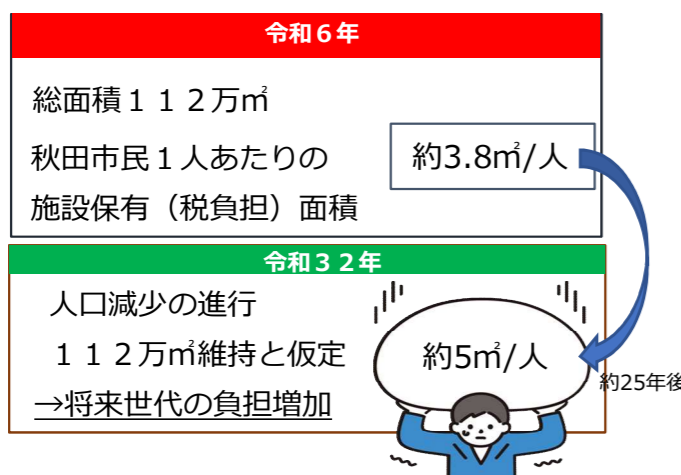 令和６年
総面積１１２万㎡
秋田市民１人あたりの
施設保有（税負担）面積
約3.8㎡/人
令和３２年
人口減少の進行
１１２万㎡維持と仮定
→将来世代の負担増加
約5㎡/人
約25年後